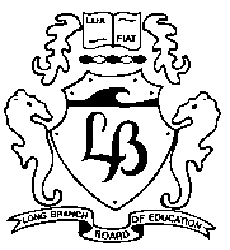 LUX FIAT
LB
LONG BRANCH BOARD OF EDUCATION